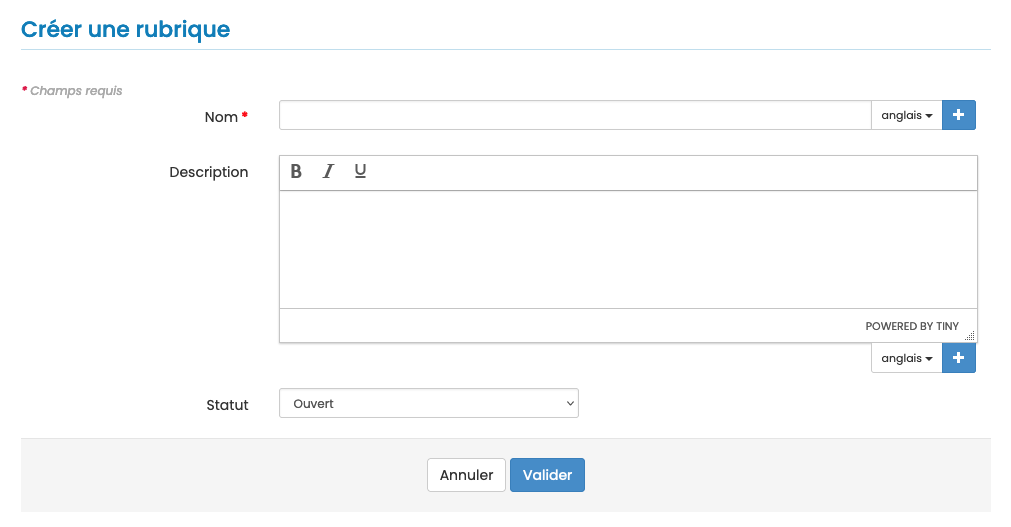 Créer une rubrique
* Champs requis
Nom *
anglais
Description
B I U
POWERED BY TINY
anglais
Statut
Ouvert
Annuler Valider